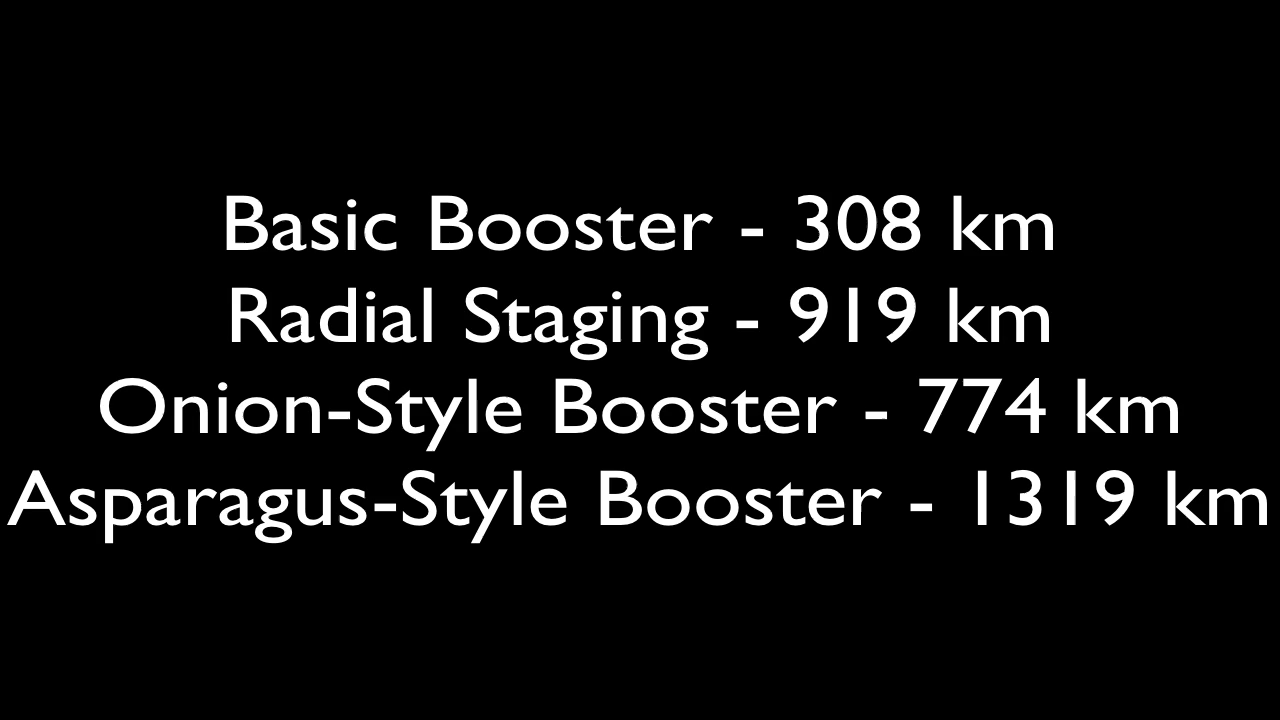 Basic Booster - 308 km
Radial Staging - 919 km
Onion-Style Booster - 774 km
Asparagus-Style Booster - 1319 km